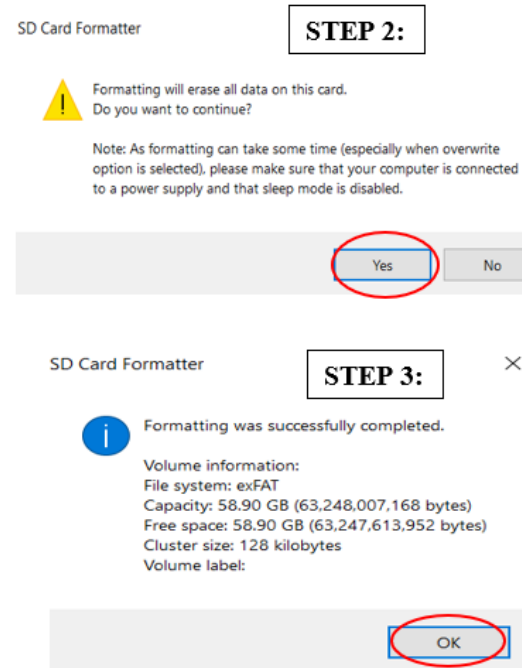 SD Card Formatter
STEP 2:
Formatting will erase all data on this card.
Do you want to continue?
Note: As formatting can take some time (especially when overwrite
option is selected), please make sure that your computer is connected
to a power supply and that sleep mode is disabled.
Yes
No
SD Card Formatter
STEP 3:
Formatting was successfully completed.
Volume information:
File system: exFAT
Capacity: 58.90 GB (63,248,007,168 bytes)
Free space: 58.90 GB (63,247,613,952 bytes)
Cluster size: 128 kilobytes
Volume label:
OK